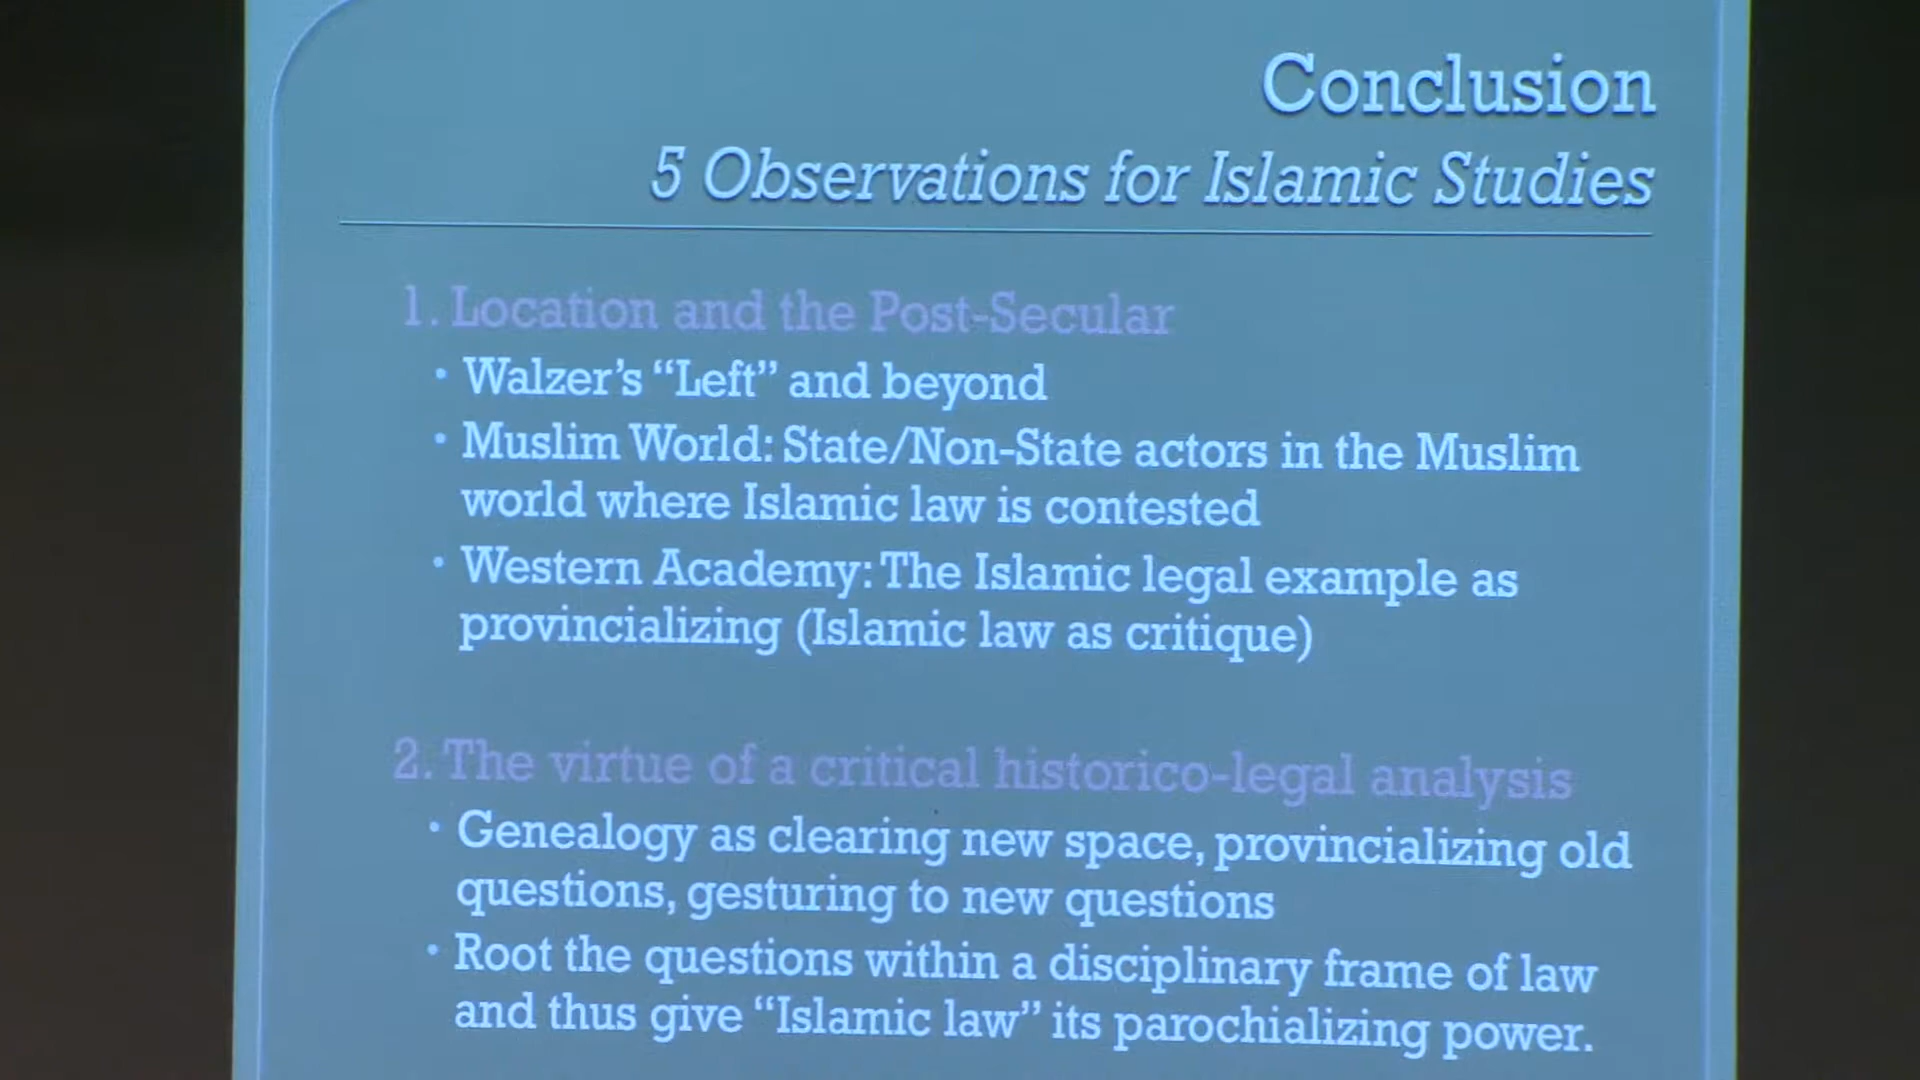 Conclusion
5 Observations for Islamic Studies
1. Location and the Post-Secular
• Walzer's “Left” and beyond
• Muslim World: State/Non-State actors in the Muslim
world where Islamic law is contested
• Western Academy: The Islamic legal example as
provincializing (Islamic law as critique)
2. The virtue of a critical historico-legal analysis
• Genealogy as clearing new space, provincializing old
questions, gesturing to new questions
• Root the questions within a disciplinary frame of law
and thus give “Islamic law” its parochializing power.